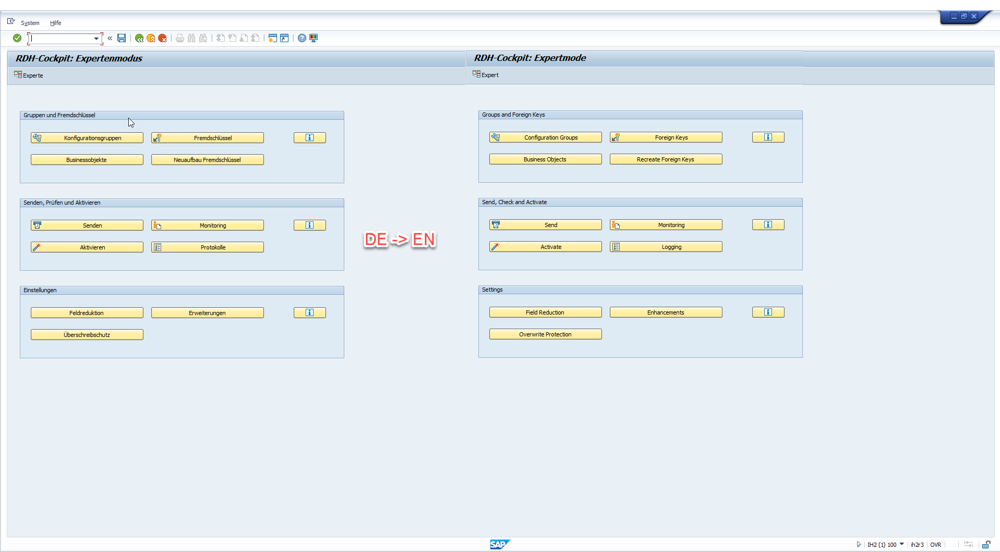 System Hilfe
RDH-Cockpit: Expertenmodus
Experte
Gruppen und Fremdschlüssel
Konfigurationsgruppen Fremdschlüssel
Businessobjekte Neuaufbau Fremdschlüssel
Senden, Prüfen und Aktivieren
Senden Monitoring
Aktivieren Protokolle
Einstellungen
Feldreduktion Erweiterungen
Überschreibschutz
DE -> EN
RDH-Cockpit: Expertmode
Expert
Groups and Foreign Keys
Configuration Groups Foreign Keys
Business Objects Recreate Foreign Keys
Send, Check and Activate
Send Monitoring
Activate Logging
Settings
Field Reduction Enhancements
Overwrite Protection
SAP
IH2 (1) 100 ih2r3 OVR